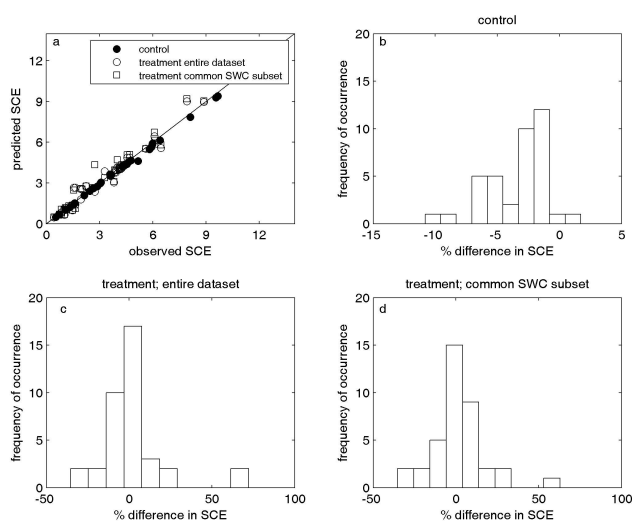 a
control
treatment entire dataset
treatment common SWC subset
predicted SCE
12
9
6
3
0
0 3 6 9 12
observed SCE
control
b
frequency of occurrence
20
15
10
5
0
-15 -10 -5 0 5
% difference in SCE
treatment; entire dataset
c
frequency of occurrence
20
15
10
5
0
-50 0 50 100
% difference in SCE
treatment; common SWC subset
d
frequency of occurrence
20
15
10
5
0
-50 0 50 100
% difference in SCE